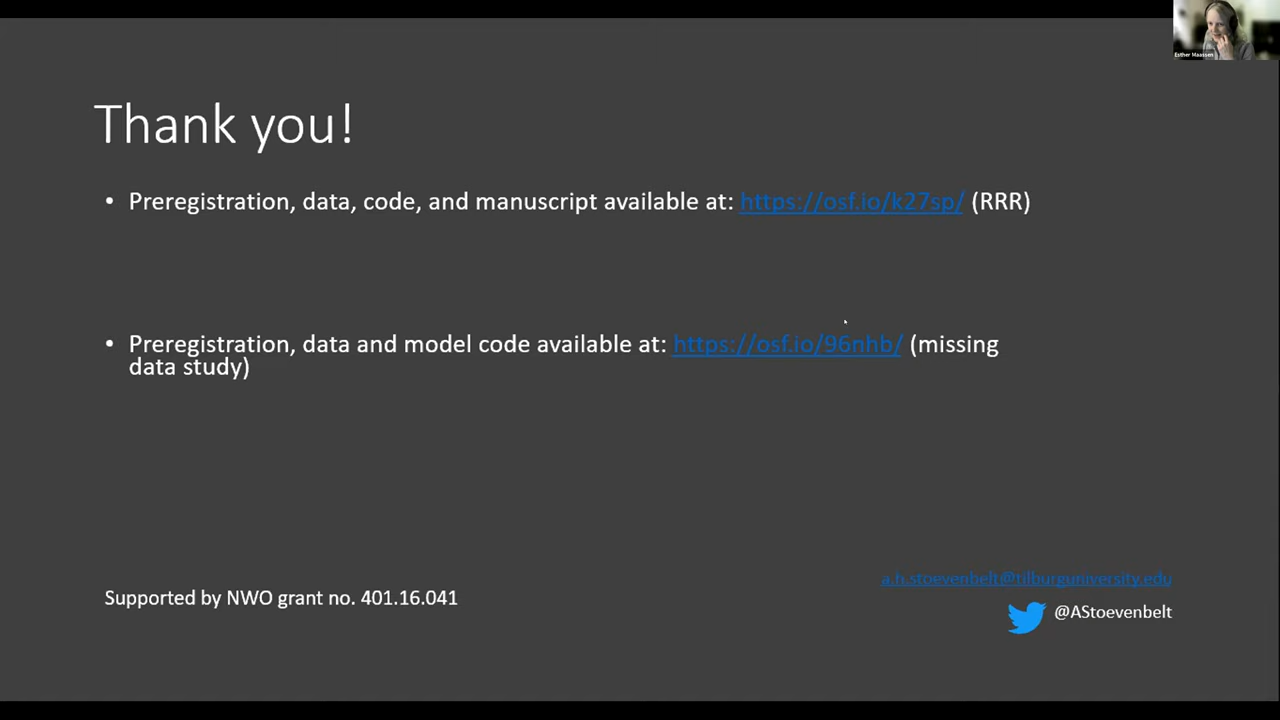 Esther Maassen
Thank you!
• Preregistration, data, code, and manuscript available at: https://osf.io/k27sp/ (RRR)
• Preregistration, data and model code available at: https://osf.io/96nhb/ (missing
data study)
a.h.stoevenbelt@tilburguniversity.edu
Supported by NWO grant no. 401.16.041
@AStoevenbelt